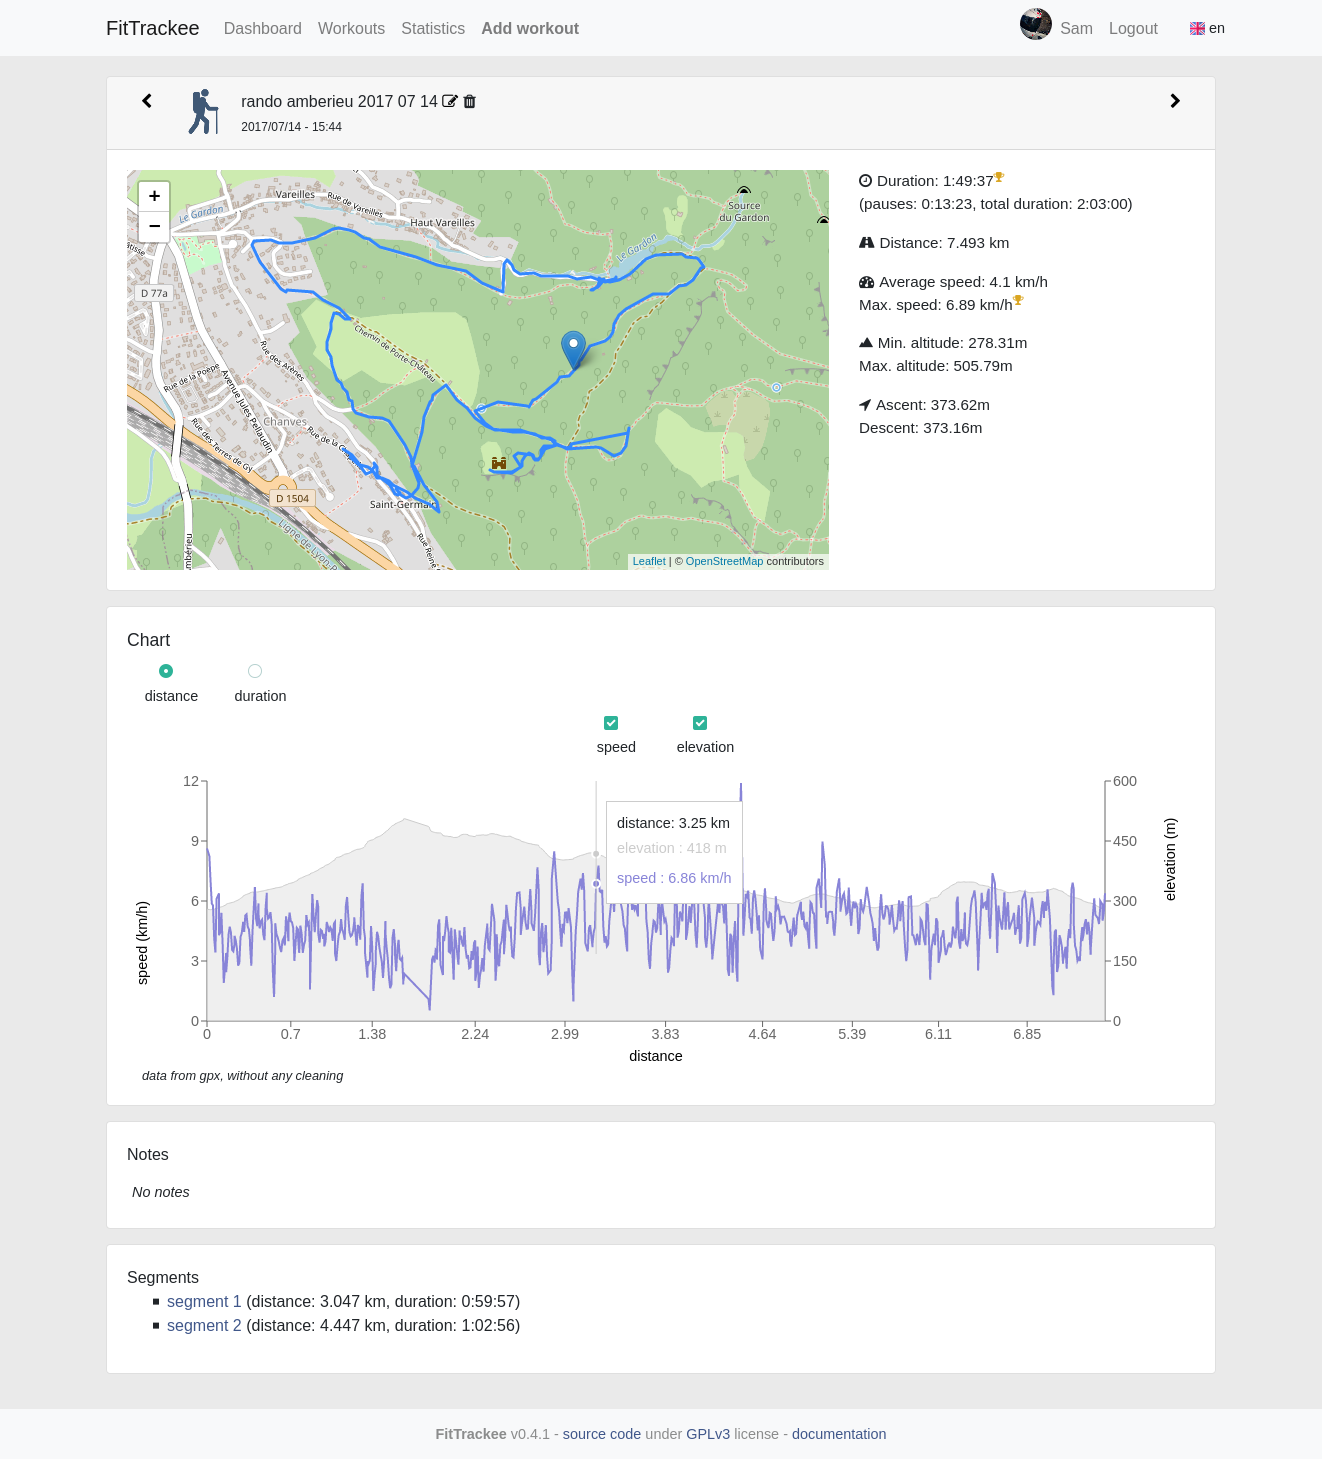 FitTrackee Dashboard Workouts Statistics Add workout Sam Logout en
rando amberieu 2017 07 14
2017/07/14 - 15:44
+
−
Vareilles
Rue de Vareilles
Le Gardon
Haut Vareilles
Source
du Gardon
Le Gardon
D 77a
Chemin de Porte-Château
Rue des Arènes
Rue de la Poèpe
Avenue Jules Pellaudin
Chanves
Rue des Terres de Gy
D 1504
Saint-Germain
Leaflet | © OpenStreetMap contributors
Duration: 1:49:37
(pauses: 0:13:23, total duration: 2:03:00)
Distance: 7.493 km
Average speed: 4.1 km/h
Max. speed: 6.89 km/h
Min. altitude: 278.31m
Max. altitude: 505.79m
Ascent: 373.62m
Descent: 373.16m
Chart
distance duration
speed elevation
12
9
6
3
0
speed (km/h)
600
450
300
150
0
elevation (m)
distance: 3.25 km
elevation : 418 m
speed : 6.86 km/h
0 0.7 1.38 2.24 2.99 3.83 4.64 5.39 6.11 6.85
distance
data from gpx, without any cleaning
Notes
No notes
Segments
segment 1 (distance: 3.047 km, duration: 0:59:57)
segment 2 (distance: 4.447 km, duration: 1:02:56)
FitTrackee v0.4.1 - source code under GPLv3 license - documentation